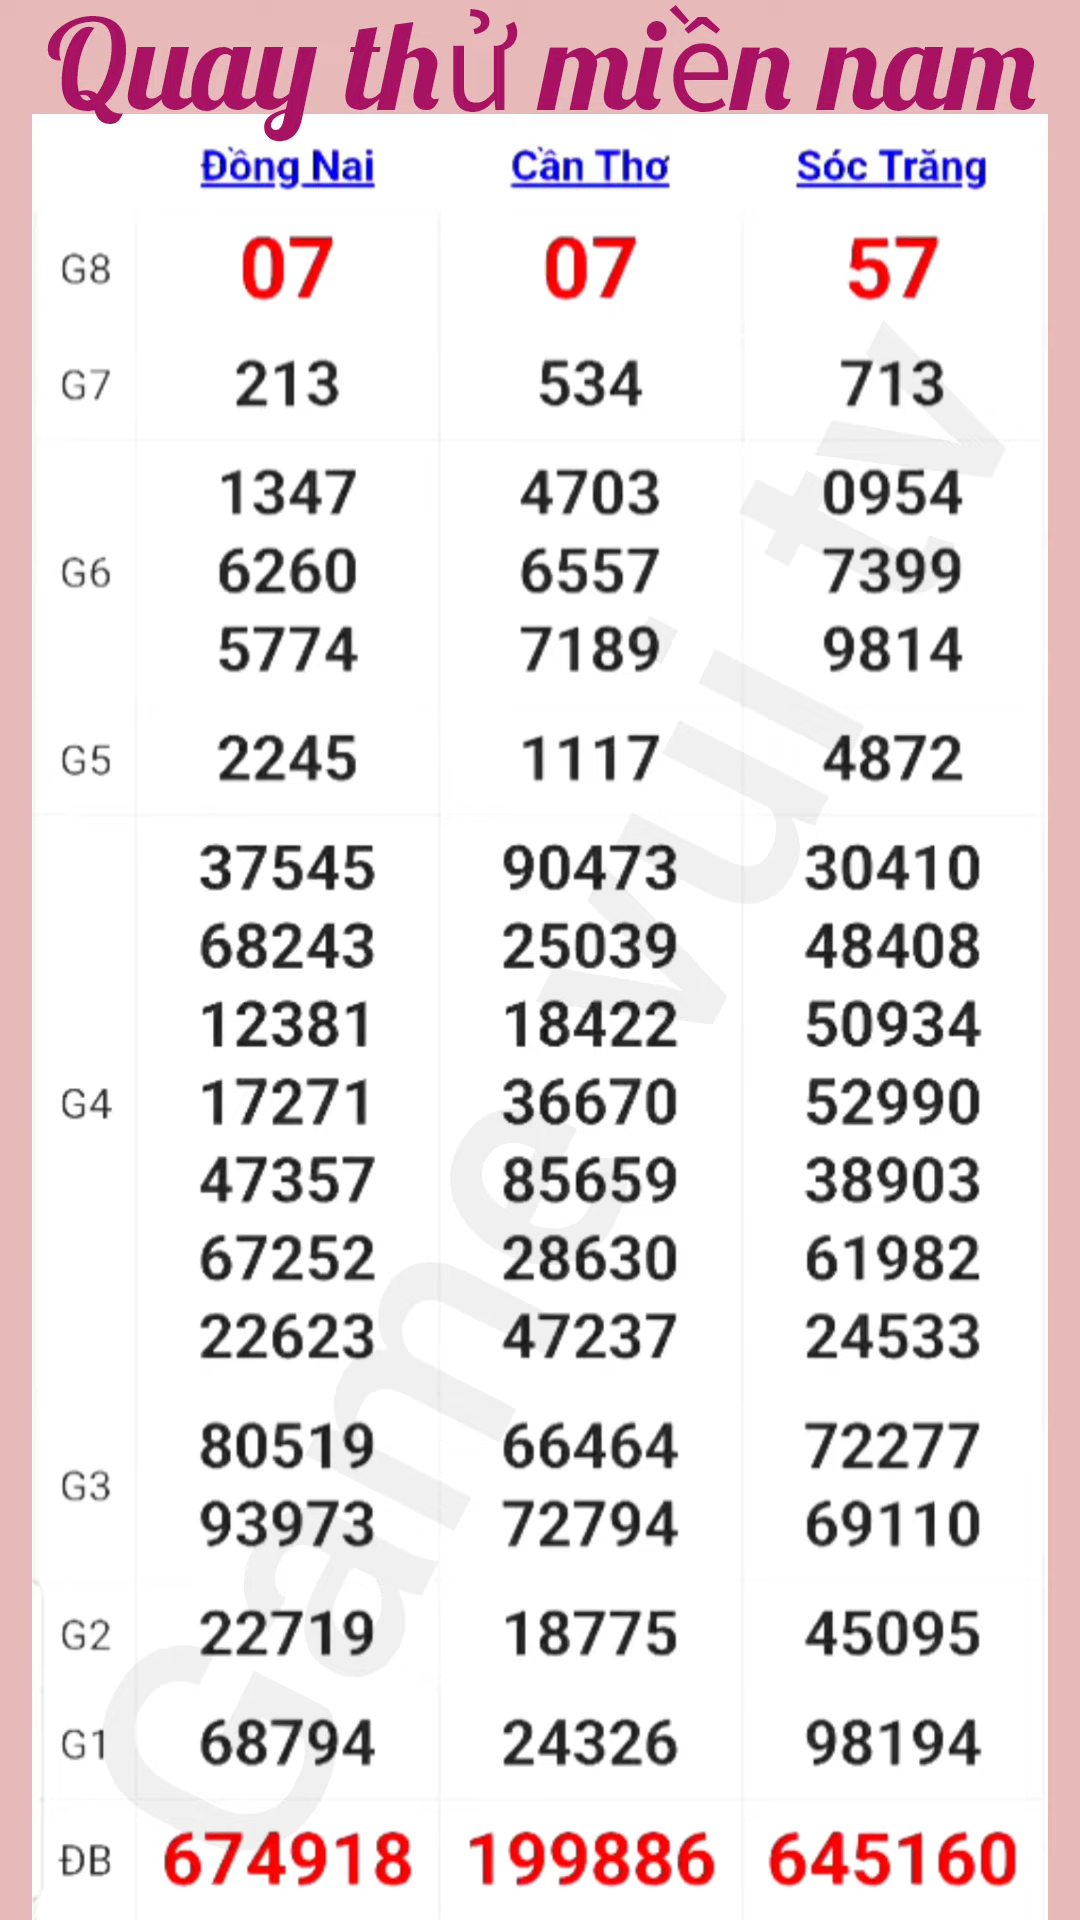 Quay thử miền nam
Đồng Nai Cần Thơ Sóc Trăng
G8 07 07 57
G7 213 534 713
G6
1347 4703 0954
6260 6557 7399
5774 7189 9814
G5 2245 1117 4872
G4
37545 90473 30410
68243 25039 48408
12381 18422 50934
17271 36670 52990
47357 85659 38903
67252 28630 61982
22623 47237 24533
G3
80519 66464 72277
93973 72794 69110
G2 22719 18775 45095
G1 68794 24326 98194
ĐB 674918 199886 645160
Game vui tv